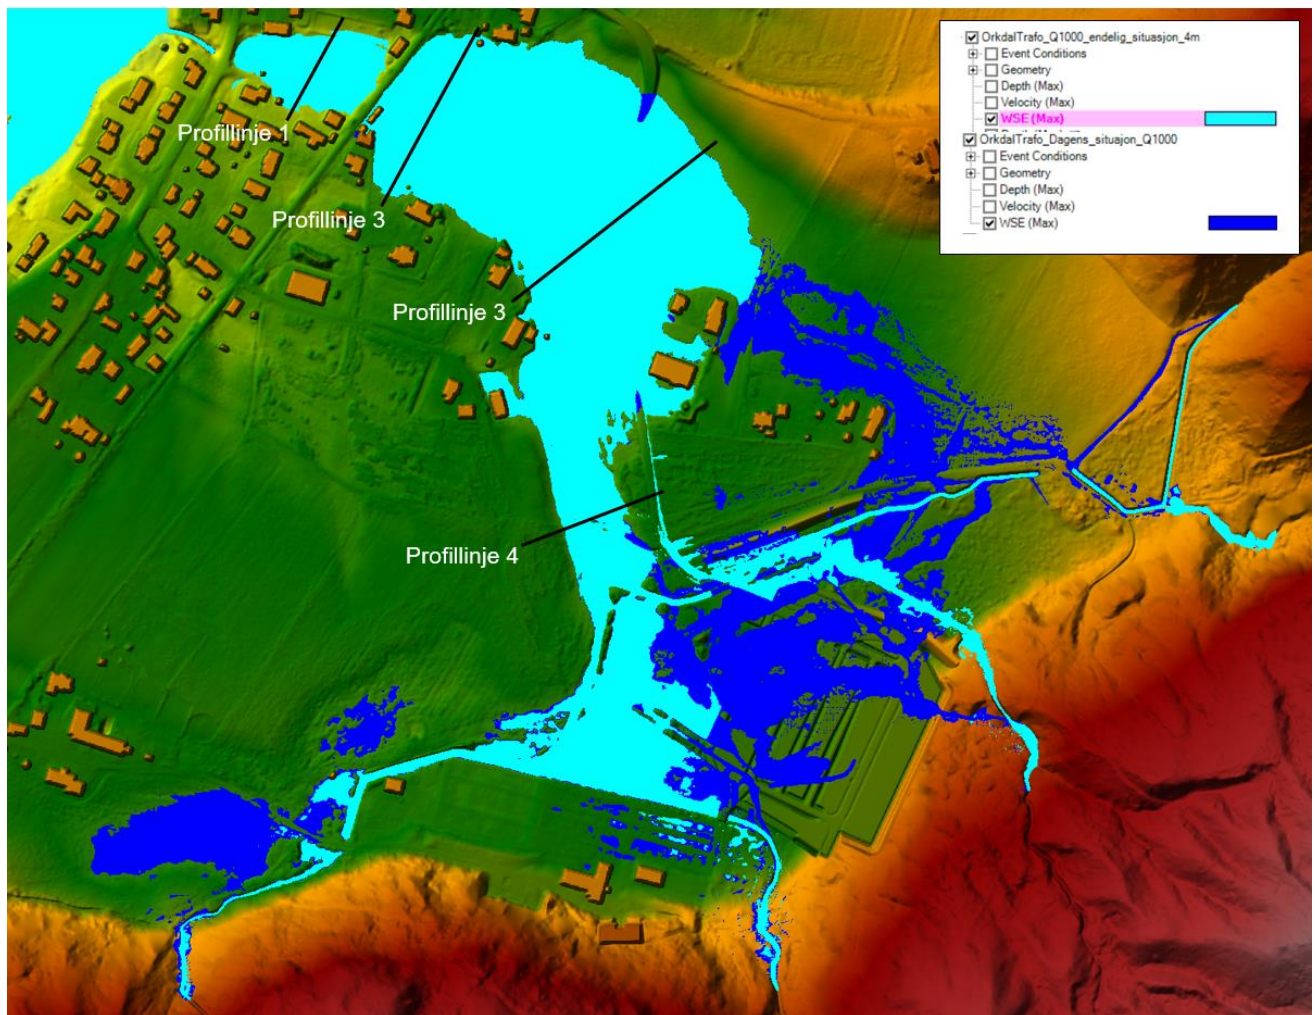 OrkdalTrafo_Q1000_endelig_situasjon_4m
Event Conditions
Geometry
Depth (Max)
Velocity (Max)
WSE (Max)
OrkdalTrafo_Dagens_situajon_Q1000
Event Conditions
Geometry
Depth (Max)
Velocity (Max)
WSE (Max)
Profillinje 1
Profillinje 3
Profillinje 3
Profillinje 4